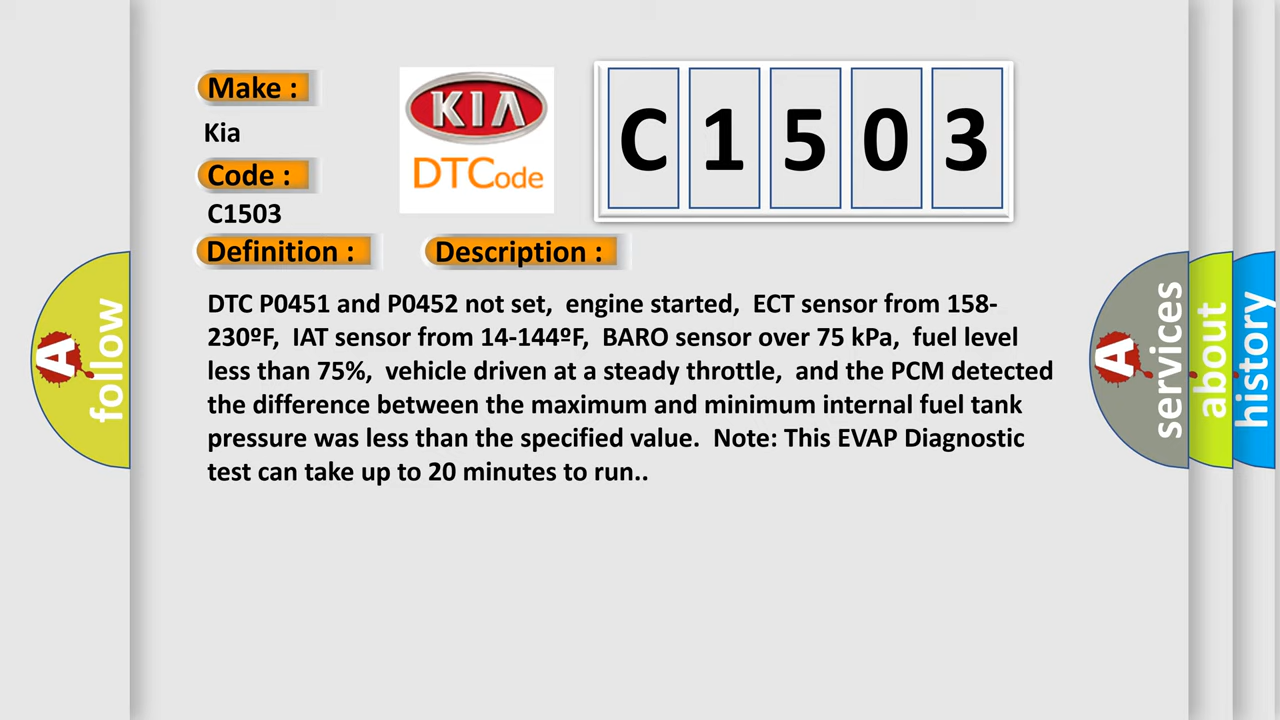 Make :
Kia
Code :
C1503
KIA
DTCode
C1503
Definition :
Description :
DTC P0451 and P0452 not set, engine started, ECT sensor from 158-
230ºF, IAT sensor from 14-144ºF, BARO sensor over 75 kPa, fuel level
less than 75%, vehicle driven at a steady throttle, and the PCM detected
the difference between the maximum and minimum internal fuel tank
pressure was less than the specified value. Note: This EVAP Diagnostic
test can take up to 20 minutes to run..
A
follow
A
services
about
history